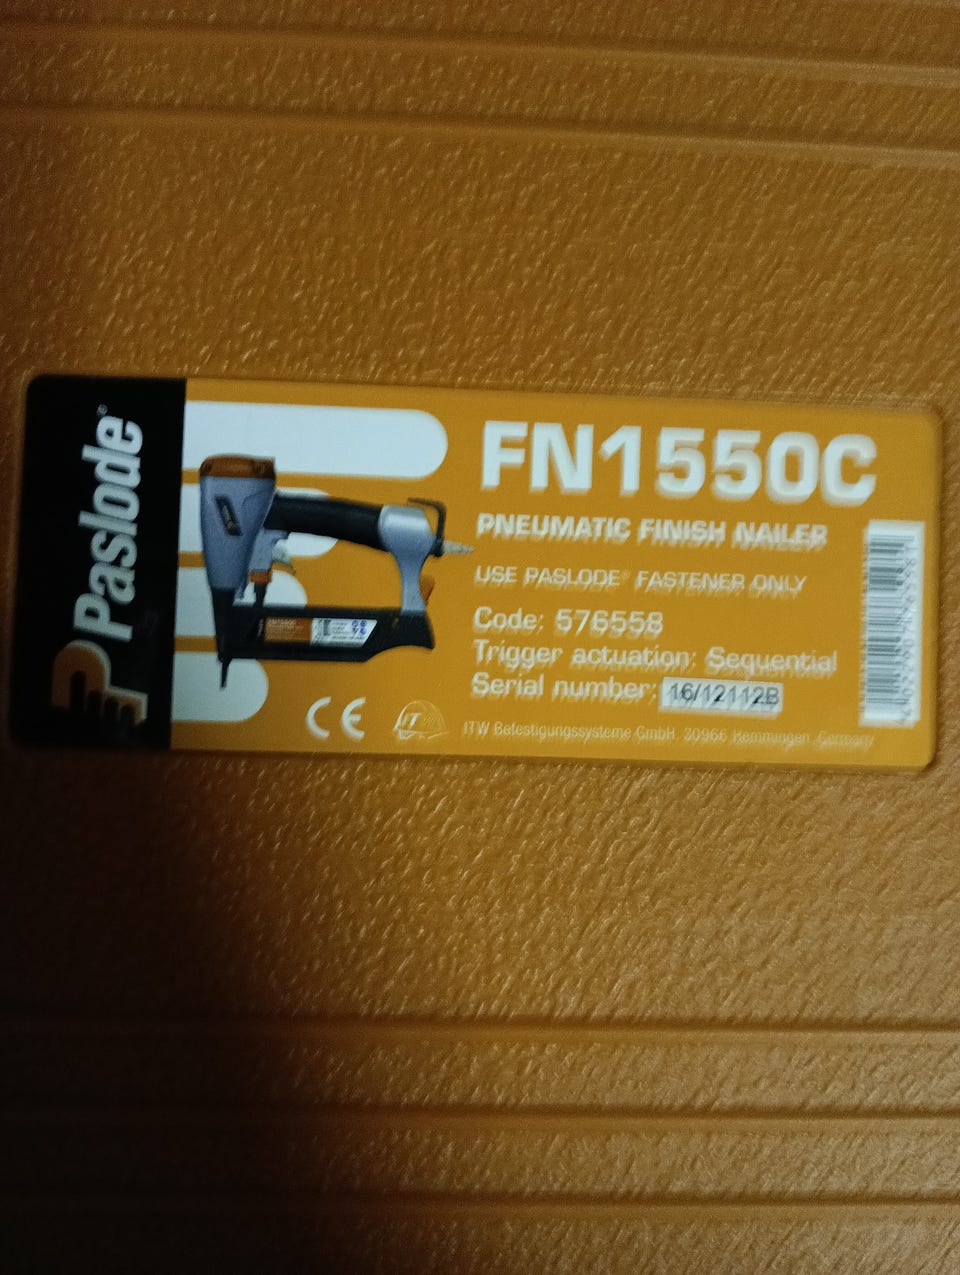 Paslode®
FN1550C
PNEUMATIC FINISH NAILER
USE PASLODE® FASTENER ONLY
Code: 576558
Trigger actuation: Sequential
Serial number: 16/12112B
CE
ITW Befestigungssysteme GmbH. 30966 Hemmingen, Germany